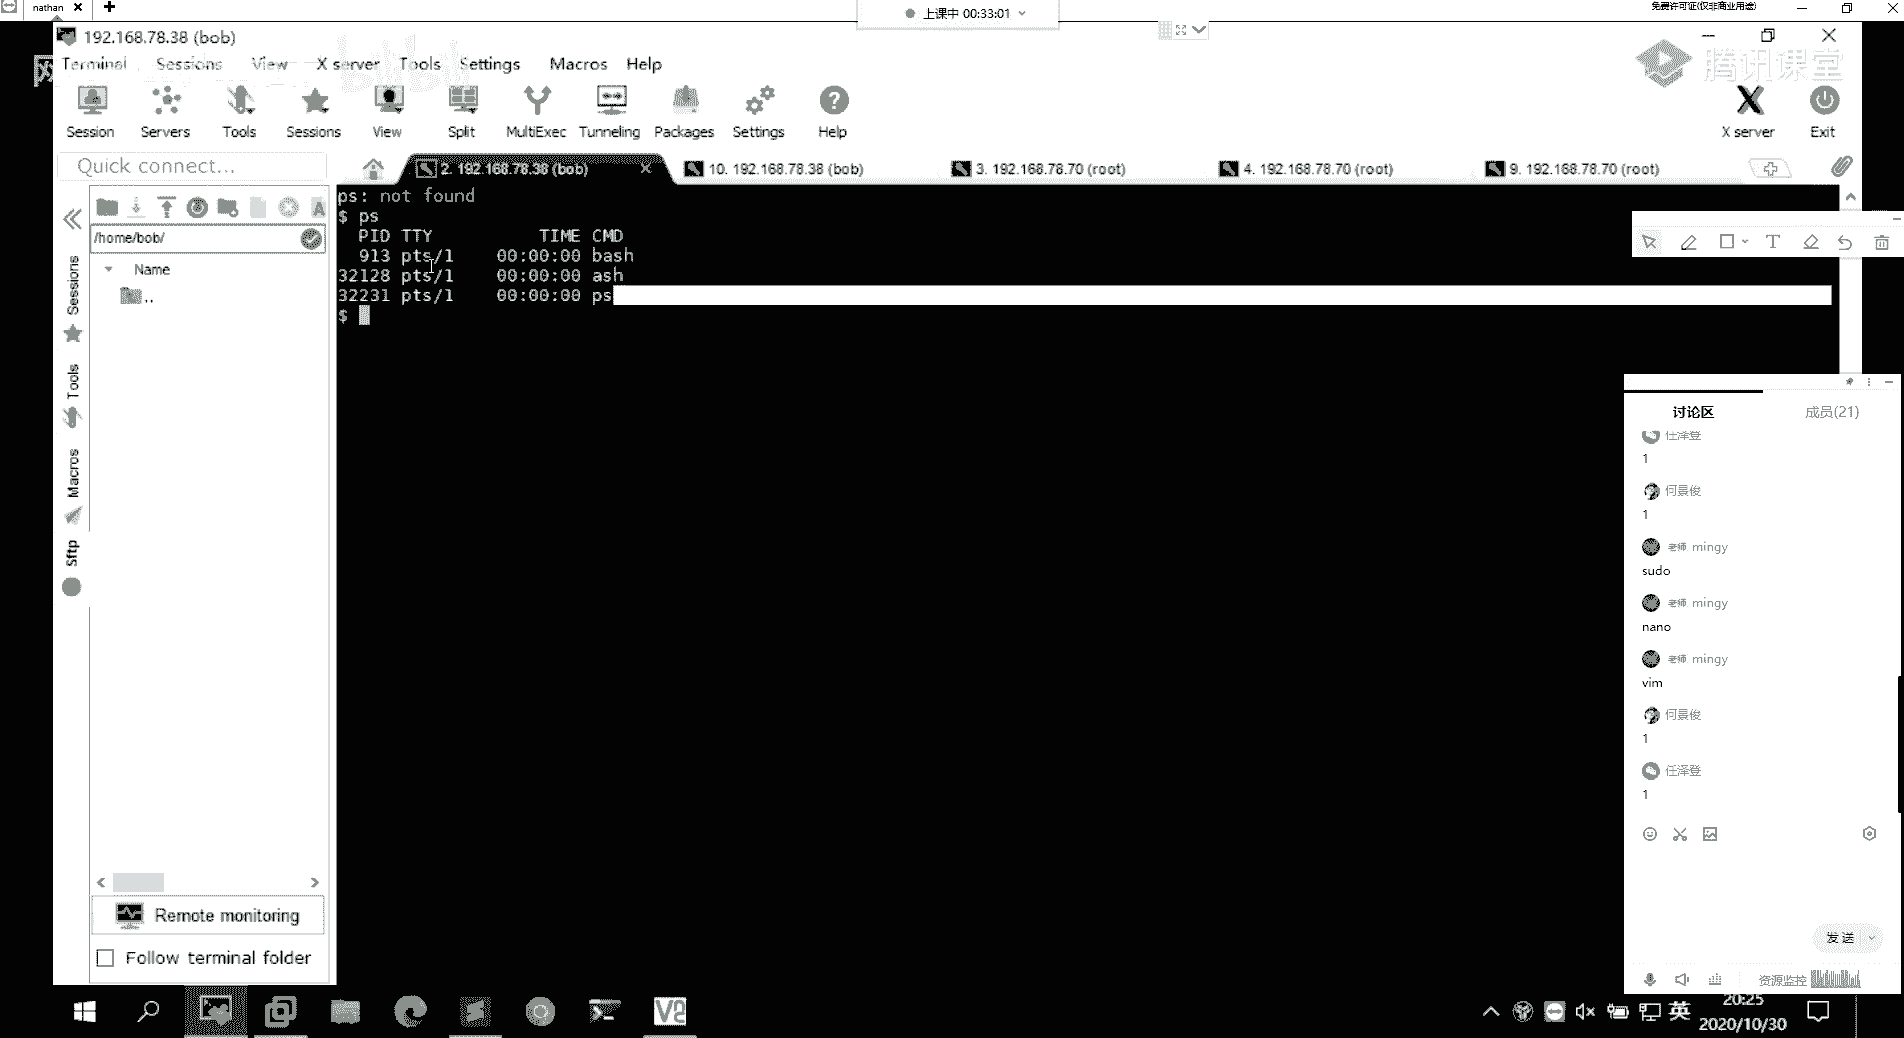 nathan
上课中 00:33:01
免费许可证(仅非商业用途)
192.168.78.38 (bob)
腾讯课堂
Terminal Sessions View X server Tools Settings Macros Help
Session Servers Tools Sessions View Split MultiExec Tunneling Packages Settings Help X server Exit
Quick connect...
2. 192.168.78.38 (bob)
10. 192.168.78.38 (bob)
3. 192.168.78.70 (root)
4. 192.168.78.70 (root)
9. 192.168.78.70 (root)
/home/bob/
Name
..
Sessions
Tools
Macros
Sftp
ps: not found
$ ps
PID TTY TIME CMD
913 pts/1 00:00:00 bash
32128 pts/1 00:00:00 ash
32231 pts/1 00:00:00 ps
$
Remote monitoring
Follow terminal folder
讨论区 成员(21)
任泽登
1
何景俊
1
老师 mingy
sudo
老师 mingy
nano
老师 mingy
vim
何景俊
1
任泽登
1
发送
资源监控
英
20:25
2020/10/30